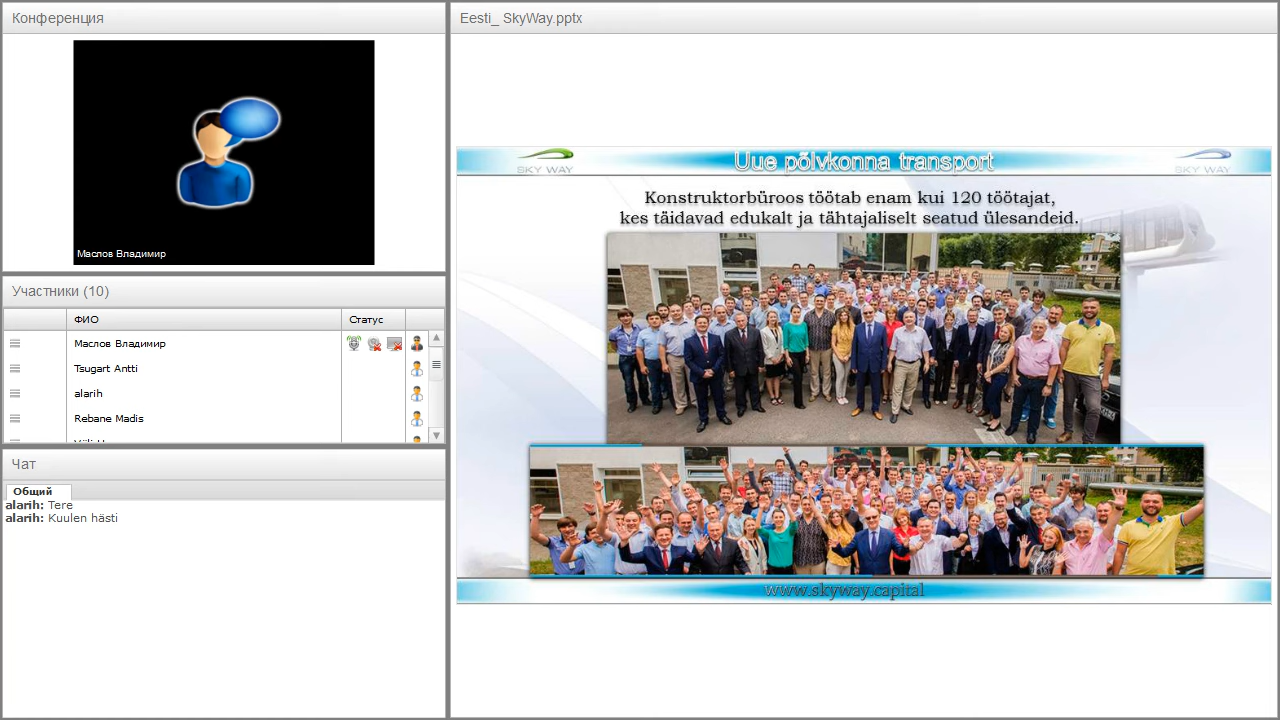 Конференция
Маслов Владимир
Участники (10)
ФИО
Статус
Маслов Владимир
Tsugart Antti
alarih
Rebane Madis
Чат
Общий
alarih: Tere
alarih: Kuulen hästi
Eesti_ SkyWay.pptx
SKY WAY
Uue põlvkonna transport
SKY WAY
Konstruktorbüroos töötab enam kui 120 töötajat,
kes täidavad edukalt ja tähtajaliselt seatud ülesandeid.
www.skyway.capital